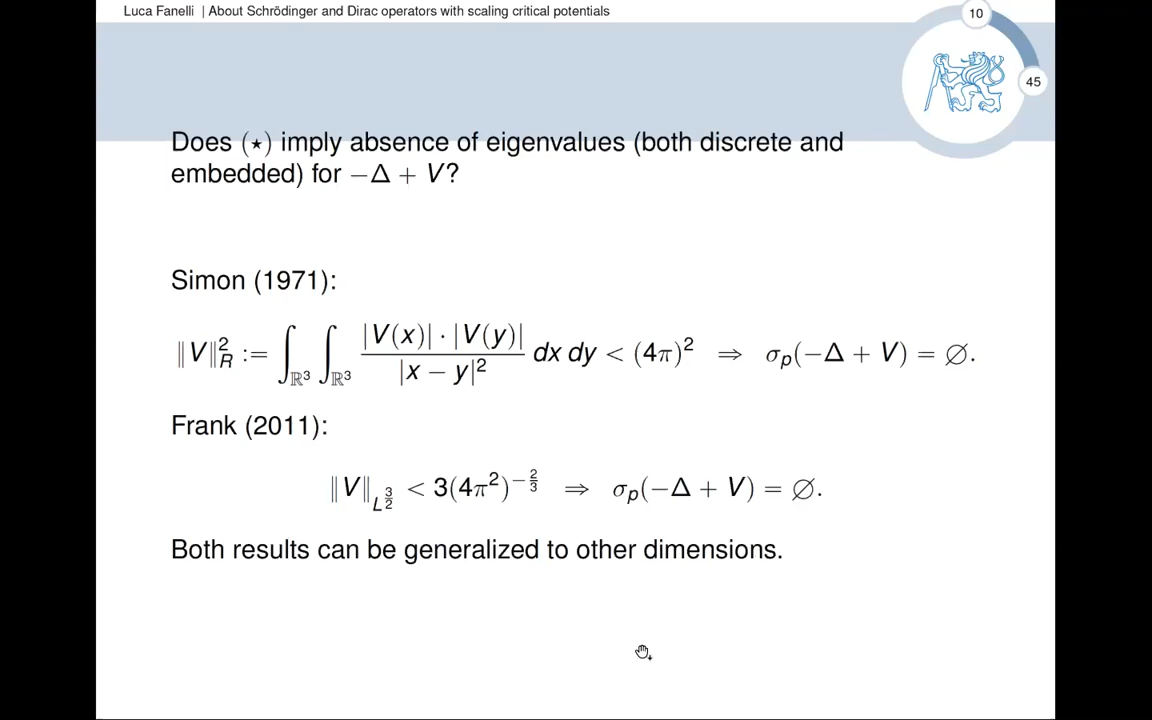 Luca Fanelli | About Schrödinger and Dirac operators with scaling critical potentials
10
45
Does (⋆) imply absence of eigenvalues (both discrete and
embedded) for −Δ + V?
Simon (1971):
‖V‖²_R := ∫_{ℝ³} ∫_{ℝ³} |V(x)| · |V(y)| / |x − y|² dx dy < (4π)² ⇒ σ_p(−Δ + V) = ∅.
Frank (2011):
‖V‖_{L^{3/2}} < 3(4π²)^{−2/3} ⇒ σ_p(−Δ + V) = ∅.
Both results can be generalized to other dimensions.